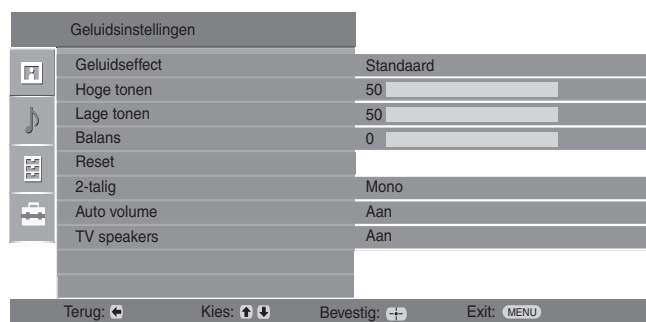 Geluidsinstellingen
Geluidseffect Standaard
Hoge tonen 50
Lage tonen 50
Balans 0
Reset
2-talig Mono
Auto volume Aan
TV speakers Aan
Terug: Kies: Bevestig: Exit: MENU